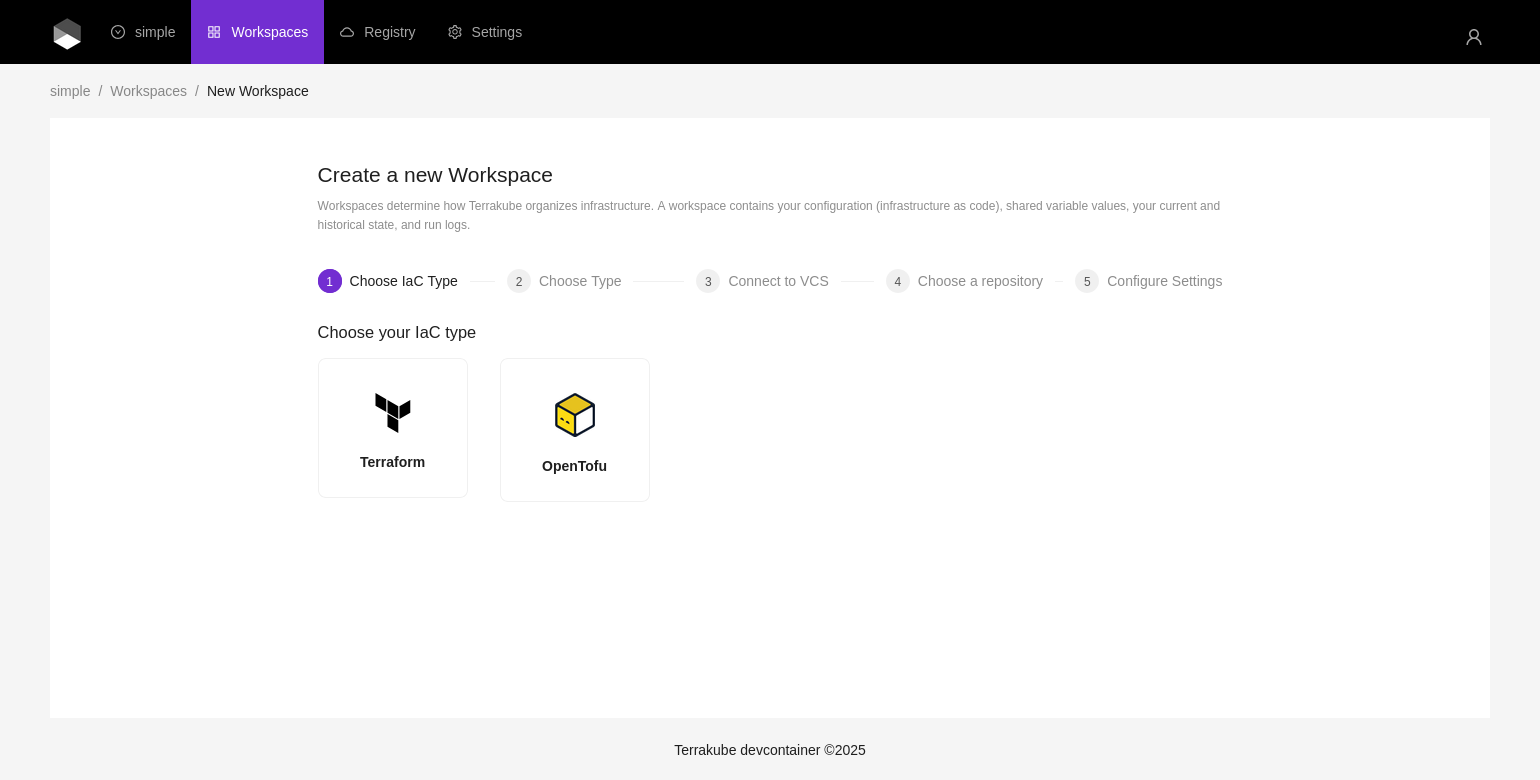 simple Workspaces Registry Settings
simple / Workspaces / New Workspace
Create a new Workspace
Workspaces determine how Terrakube organizes infrastructure. A workspace contains your configuration (infrastructure as code), shared variable values, your current and
historical state, and run logs.
1 Choose IaC Type 2 Choose Type 3 Connect to VCS 4 Choose a repository 5 Configure Settings
Choose your IaC type
Terraform
OpenTofu
Terrakube devcontainer ©2025